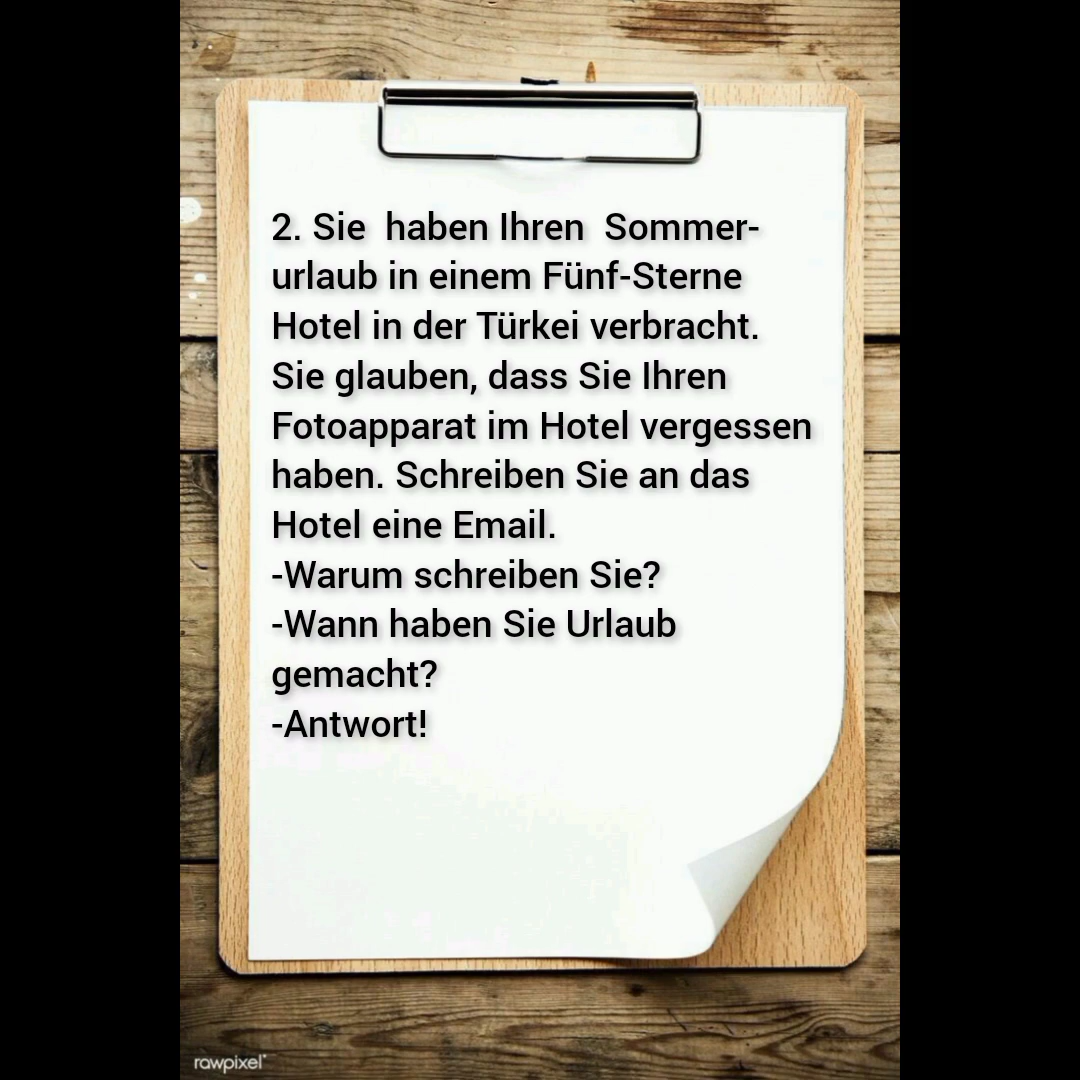 2. Sie haben Ihren Sommer-
urlaub in einem Fünf-Sterne
Hotel in der Türkei verbracht.
Sie glauben, dass Sie Ihren
Fotoapparat im Hotel vergessen
haben. Schreiben Sie an das
Hotel eine Email.
-Warum schreiben Sie?
-Wann haben Sie Urlaub
gemacht?
-Antwort!
rawpixel